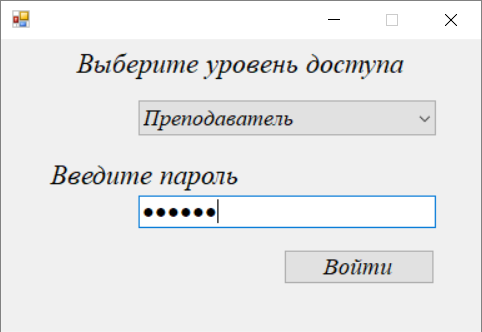 Выберите уровень доступа
Преподаватель
Введите пароль
●●●●●●
Войти